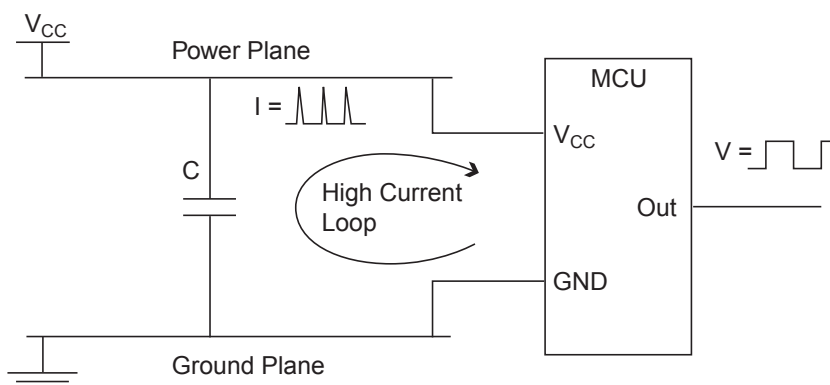 VCC
Power Plane
I =
MCU
VCC
V =
C
High Current
Loop
Out
GND
Ground Plane